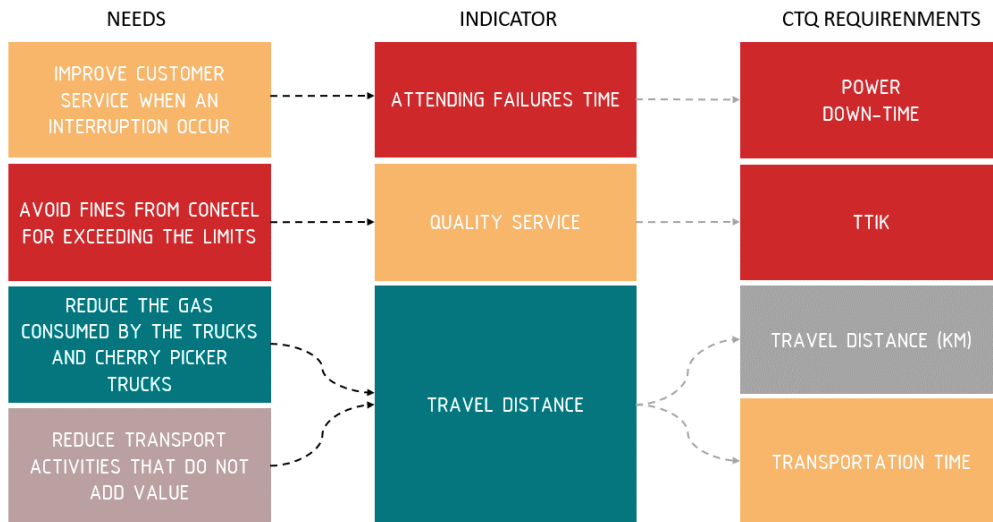 NEEDS
INDICATOR
CTQ REQUIRENMENTS
IMPROVE CUSTOMER
SERVICE WHEN AN
INTERRUPTION OCCUR
ATTENDING FAILURES TIME
POWER
DOWN-TIME
AVOID FINES FROM CONECEL
FOR EXCEEDING THE LIMITS
QUALITY SERVICE
TTIK
REDUCE THE GAS
CONSUMED BY THE TRUCKS
AND CHERRY PICKER
TRUCKS
TRAVEL DISTANCE
TRAVEL DISTANCE (KM)
REDUCE TRANSPORT
ACTIVITIES THAT DO NOT
ADD VALUE
TRANSPORTATION TIME